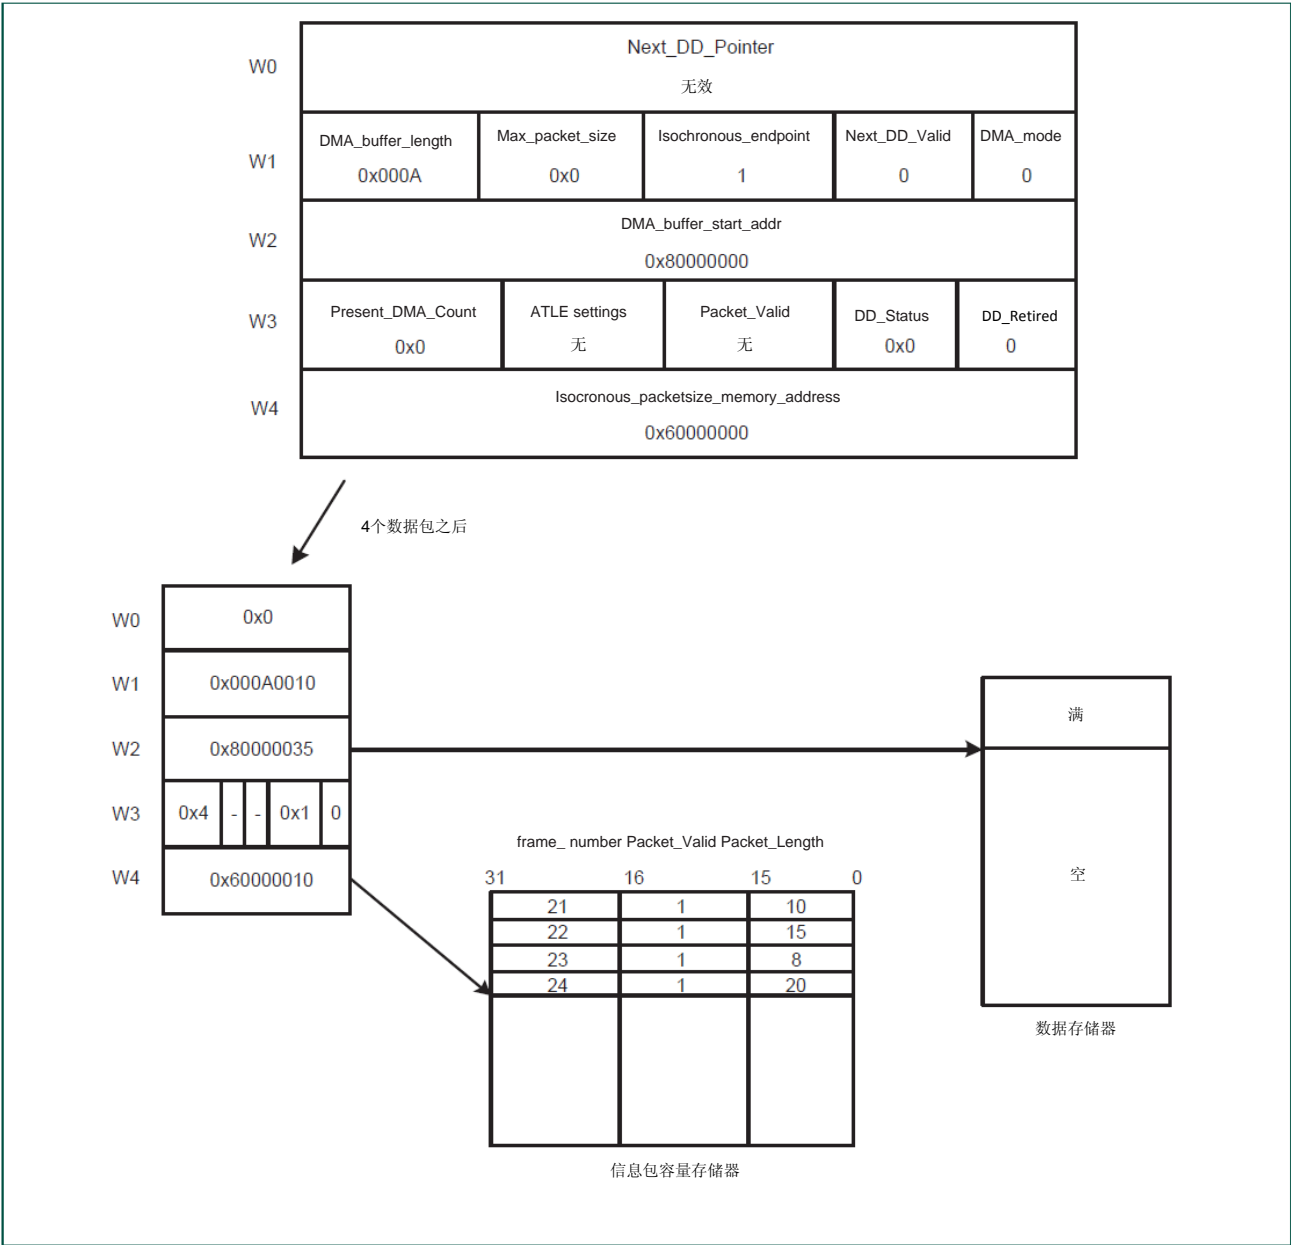 Next_DD_Pointer
W0
无效
DMA_buffer_length Max_packet_size Isochronous_endpoint Next_DD_Valid DMA_mode
W1
0x000A 0x0 1 0 0
DMA_buffer_start_addr
W2
0x80000000
Present_DMA_Count ATLE settings Packet_Valid DD_Status DD_Retired
W3
0x0 无 无 0x0 0
Isocronous_packetsize_memory_address
W4
0x60000000
4个数据包之后
W0 0x0
W1 0x000A0010
满
W2 0x80000035
W3 0x4 - - 0x1 0
frame_ number Packet_Valid Packet_Length
W4 0x60000010
空
31 16 15 0
21 1 10
22 1 15
23 1 8
24 1 20
数据存储器
信息包容量存储器